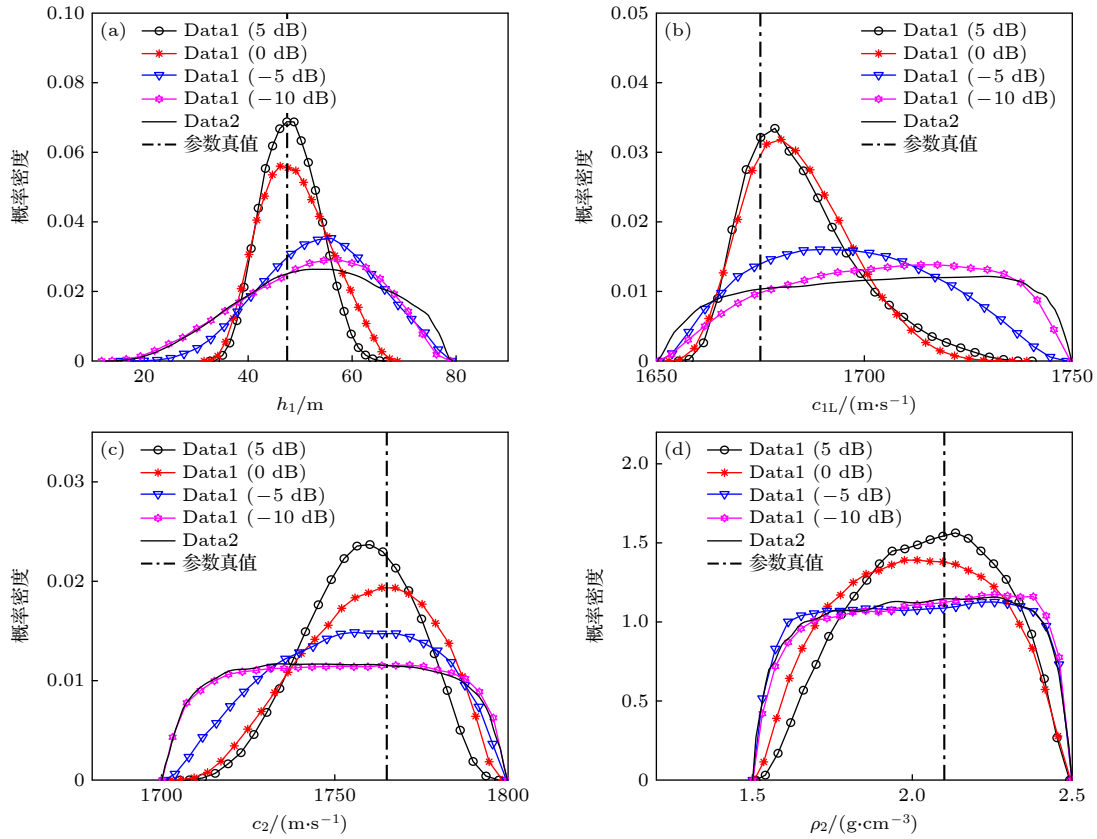 (a)
Data1 (5 dB)
Data1 (0 dB)
Data1 (−5 dB)
Data1 (−10 dB)
Data2
参数真值
0.10
0.08
0.06
0.04
0.02
0
概率密度
20
40
60
80
h₁/m
(b)
Data1 (5 dB)
Data1 (0 dB)
Data1 (−5 dB)
Data1 (−10 dB)
Data2
参数真值
0.05
0.04
0.03
0.02
0.01
0
概率密度
1650
1700
1750
c₁L/(m·s⁻¹)
(c)
Data1 (5 dB)
Data1 (0 dB)
Data1 (−5 dB)
Data1 (−10 dB)
Data2
参数真值
0.03
0.02
0.01
0
概率密度
1700
1750
1800
c₂/(m·s⁻¹)
(d)
Data1 (5 dB)
Data1 (0 dB)
Data1 (−5 dB)
Data1 (−10 dB)
Data2
参数真值
2.0
1.5
1.0
0.5
0
概率密度
1.5
2.0
2.5
ρ₂/(g·cm⁻³)